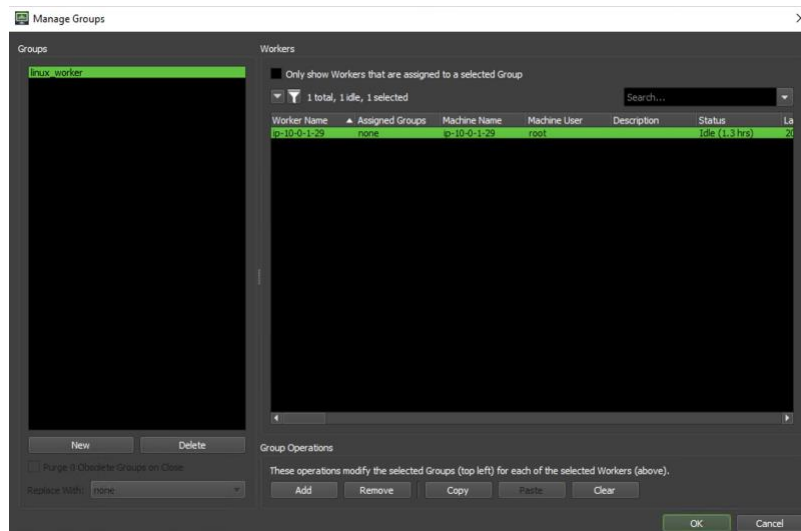 Manage Groups
Groups
linux_worker
New
Delete
Purge 0 Obsolete Groups on Close
Replace With: none
Workers
Only show Workers that are assigned to a selected Group
1 total, 1 idle, 1 selected
Search...
Worker Name Assigned Groups Machine Name Machine User Description Status La
ip-10-0-1-29 none ip-10-0-1-29 root Idle (1.3 hrs) 20
Group Operations
These operations modify the selected Groups (top left) for each of the selected Workers (above).
Add Remove Copy Paste Clear
OK Cancel